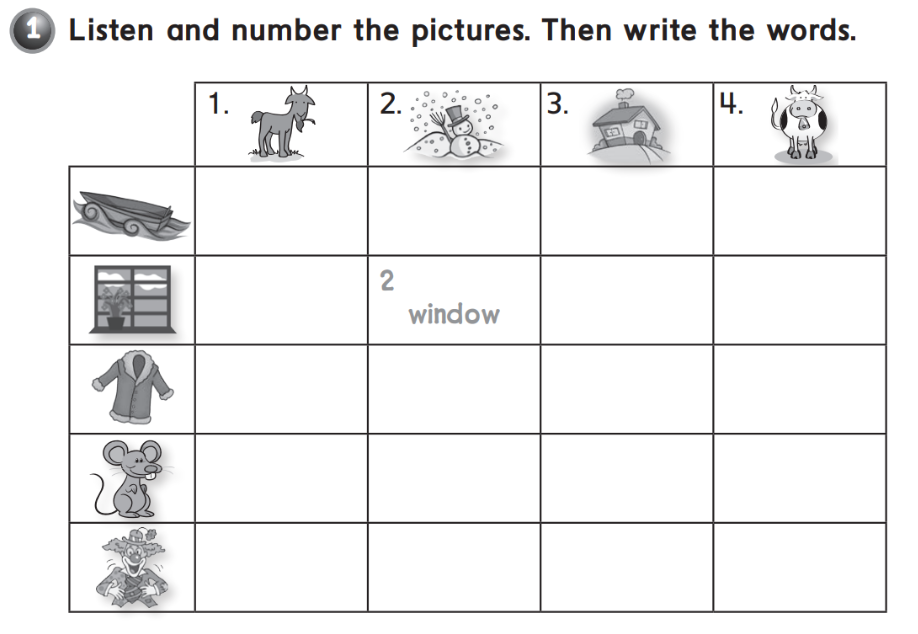 1 Listen and number the pictures. Then write the words.
1. 2. 3. 4.
2
window